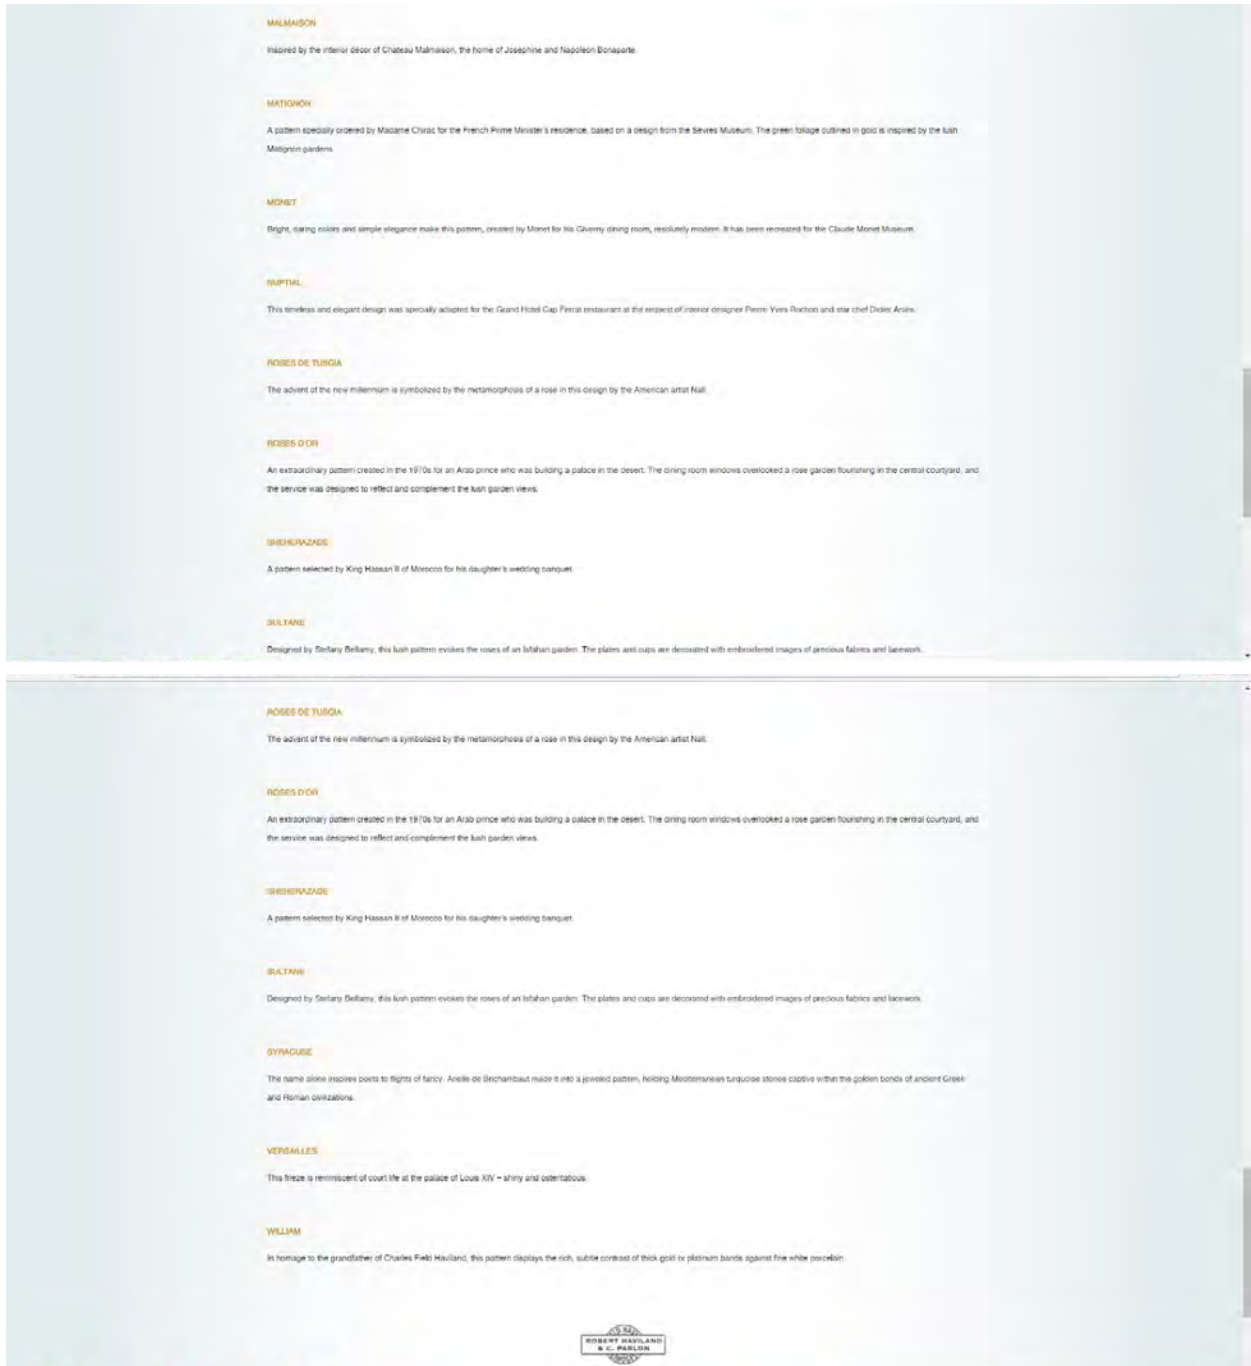 MALMAISON
Inspired by the interior décor of Chateau Malmaison, the home of Josephine and Napoleon Bonaparte.
MATIGNON
A pattern specially ordered by Madame Chirac for the French Prime Minister's residence, based on a design from the Sèvres Museum. The green foliage outlined in gold is inspired by the lush
Matignon gardens.
MONET
Bright, daring colors and simple elegance make this pattern, created by Monet for his Giverny dining room, resolutely modern. It has been recreated for the Claude Monet Museum.
NUPTIAL
This timeless and elegant design was specially adapted for the Grand Hotel Cap Ferrat restaurant at the request of interior designer Pierre Yves Rochon and star chef Didier Aniès.
ROSES DE TUSCIA
The advent of the new millennium is symbolized by the metamorphosis of a rose in this design by the American artist Nall.
ROSES D'OR
An extraordinary pattern created in the 1970s for an Arab prince who was building a palace in the desert. The dining room windows overlooked a rose garden flourishing in the central courtyard, and
the service was designed to reflect and complement the lush garden views.
SHEHERAZADE
A pattern selected by King Hassan II of Morocco for his daughter's wedding banquet.
SULTANE
Designed by Stefany Bellamy, this lush pattern evokes the roses of an Isfahan garden. The plates and cups are decorated with embroidered images of precious fabrics and lacework.
ROSES DE TUSCIA
The advent of the new millennium is symbolized by the metamorphosis of a rose in this design by the American artist Nall.
ROSES D'OR
An extraordinary pattern created in the 1970s for an Arab prince who was building a palace in the desert. The dining room windows overlooked a rose garden flourishing in the central courtyard, and
the service was designed to reflect and complement the lush garden views.
SHEHERAZADE
A pattern selected by King Hassan II of Morocco for his daughter's wedding banquet.
SULTANE
Designed by Stefany Bellamy, this lush pattern evokes the roses of an Isfahan garden. The plates and cups are decorated with embroidered images of precious fabrics and lacework.
SYRACUSE
The name alone inspires poets to flights of fancy. Arielle de Brichambaut made it into a jeweled pattern, holding Mediterranean turquoise stones captive within the golden bonds of ancient Greek
and Roman civilizations.
VERSAILLES
This frieze is reminiscent of court life at the palace of Louis XIV – shiny and ostentatious.
WILLIAM
In homage to the grandfather of Charles Field Haviland, this pattern displays the rich, subtle contrast of thick gold or platinum bands against fine white porcelain.
ROBERT HAVILAND
& C. PARLON